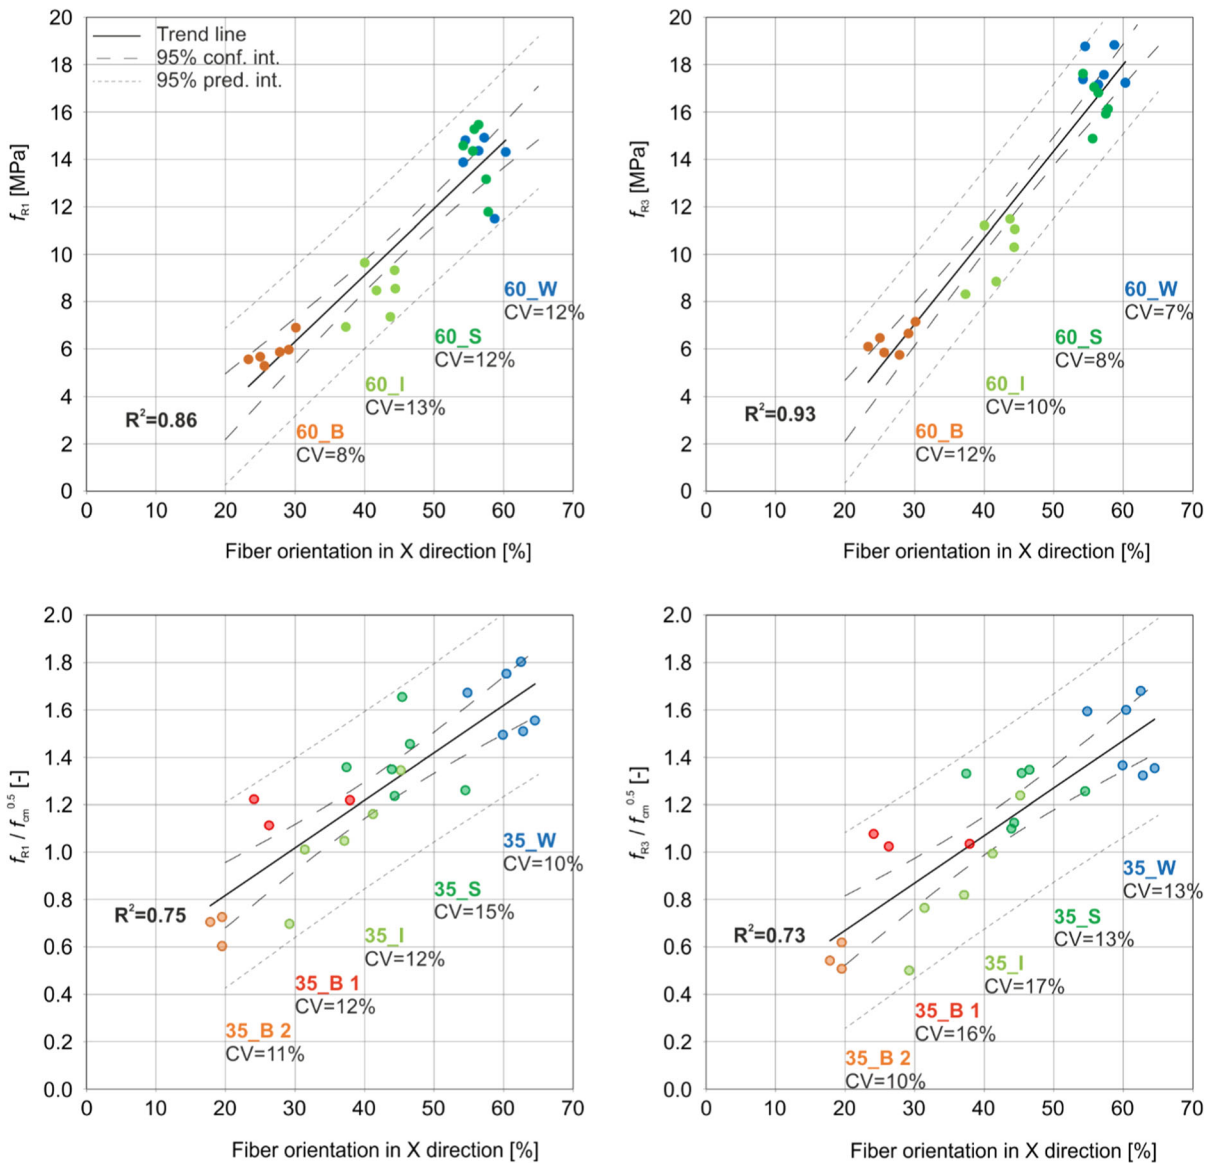 20
18
16
14
12
10
8
6
4
2
0
0 10 20 30 40 50 60 70
Trend line
95% conf. int.
95% pred. int.
f_R1 [MPa]
60_W
CV=12%
60_S
CV=12%
60_I
CV=13%
60_B
CV=8%
R²=0.86
Fiber orientation in X direction [%]
20
18
16
14
12
10
8
6
4
2
0
0 10 20 30 40 50 60 70
f_R3 [MPa]
60_W
CV=7%
60_S
CV=8%
60_I
CV=10%
60_B
CV=12%
R²=0.93
Fiber orientation in X direction [%]
2.0
1.8
1.6
1.4
1.2
1.0
0.8
0.6
0.4
0.2
0.0
0 10 20 30 40 50 60 70
f_R1 / f_cm^0.5 [-]
35_W
CV=10%
35_S
CV=15%
35_I
CV=12%
35_B 1
CV=12%
35_B 2
CV=11%
R²=0.75
Fiber orientation in X direction [%]
2.0
1.8
1.6
1.4
1.2
1.0
0.8
0.6
0.4
0.2
0.0
0 10 20 30 40 50 60 70
f_R3 / f_cm^0.5 [-]
35_W
CV=13%
35_S
CV=13%
35_I
CV=17%
35_B 1
CV=16%
35_B 2
CV=10%
R²=0.73
Fiber orientation in X direction [%]